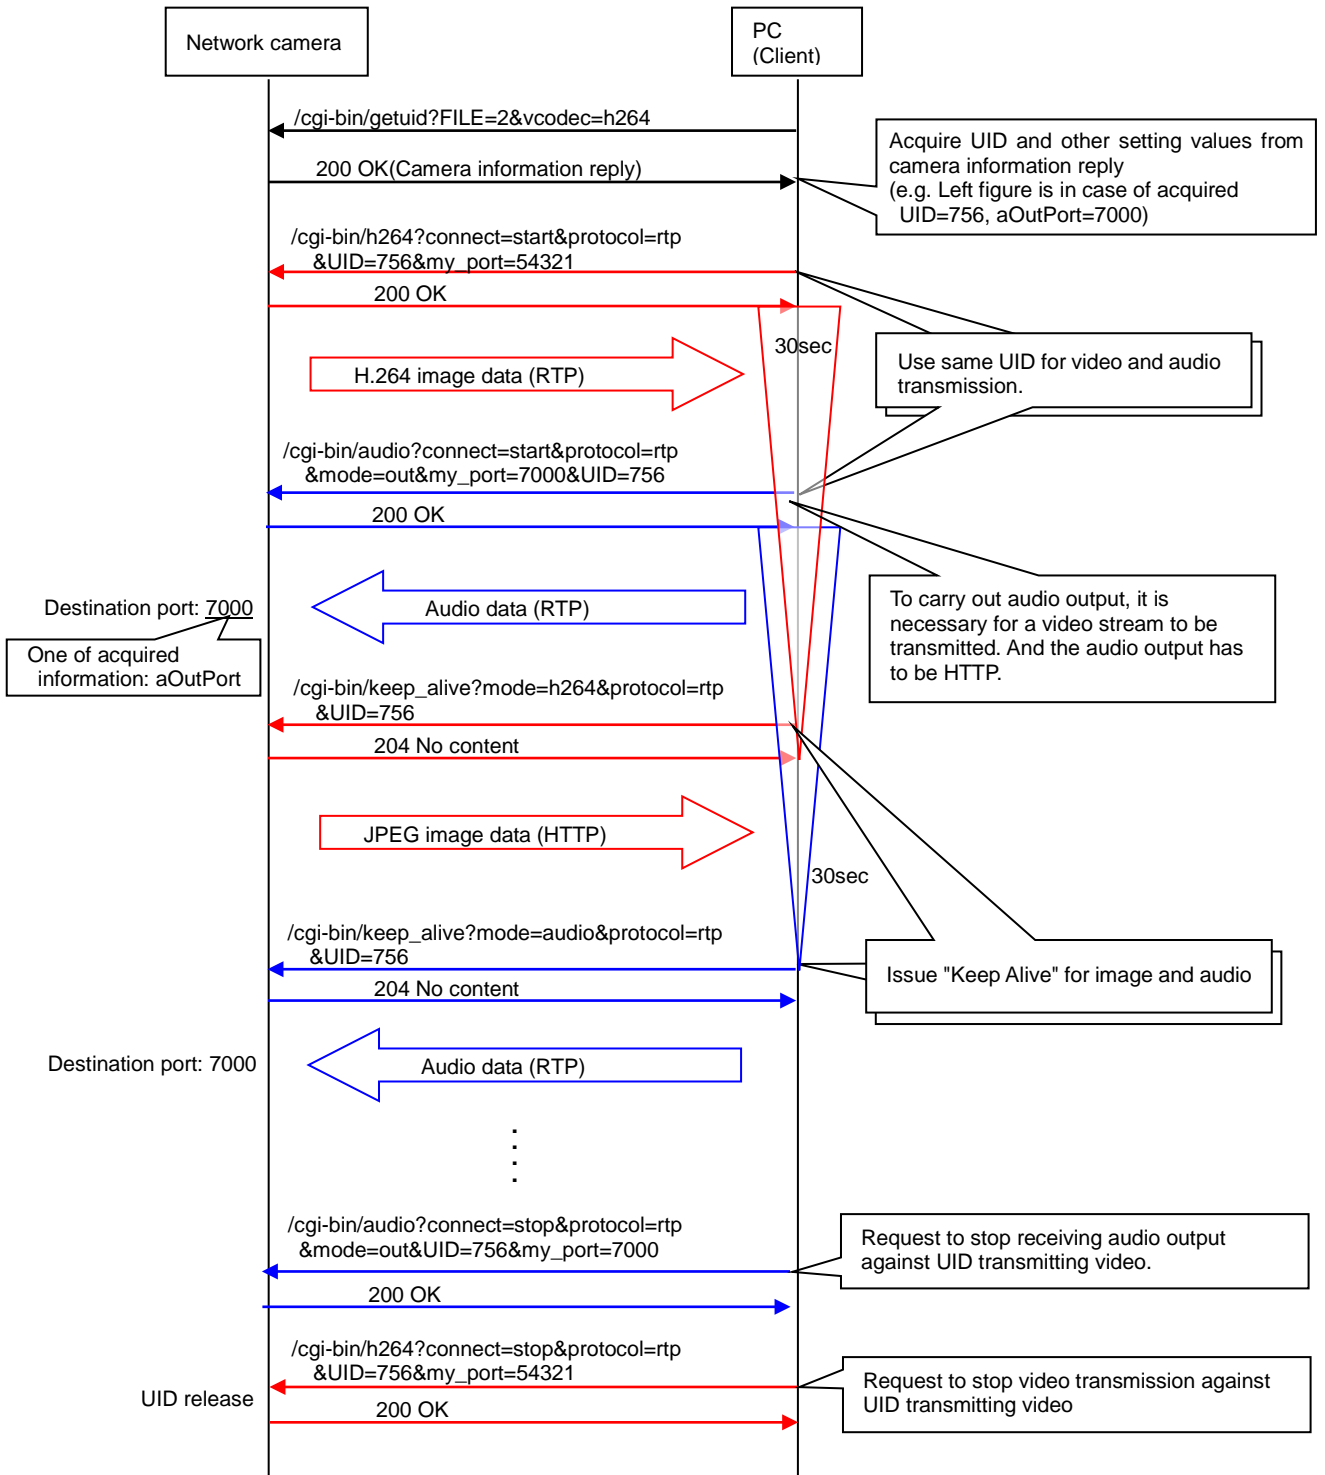 Network camera
PC
(Client)
/cgi-bin/getuid?FILE=2&vcodec=h264
200 OK(Camera information reply)
Acquire UID and other setting values from
camera information reply
(e.g. Left figure is in case of acquired
UID=756, aOutPort=7000)
/cgi-bin/h264?connect=start&protocol=rtp
&UID=756&my_port=54321
200 OK
30sec
H.264 image data (RTP)
Use same UID for video and audio
transmission.
/cgi-bin/audio?connect=start&protocol=rtp
&mode=out&my_port=7000&UID=756
200 OK
Destination port: 7000
Audio data (RTP)
To carry out audio output, it is
necessary for a video stream to be
transmitted. And the audio output has
to be HTTP.
One of acquired
information: aOutPort
/cgi-bin/keep_alive?mode=h264&protocol=rtp
&UID=756
204 No content
JPEG image data (HTTP)
30sec
/cgi-bin/keep_alive?mode=audio&protocol=rtp
&UID=756
Issue "Keep Alive" for image and audio
204 No content
Destination port: 7000
Audio data (RTP)
/cgi-bin/audio?connect=stop&protocol=rtp
&mode=out&UID=756&my_port=7000
Request to stop receiving audio output
against UID transmitting video.
200 OK
/cgi-bin/h264?connect=stop&protocol=rtp
&UID=756&my_port=54321
Request to stop video transmission against
UID transmitting video
UID release
200 OK